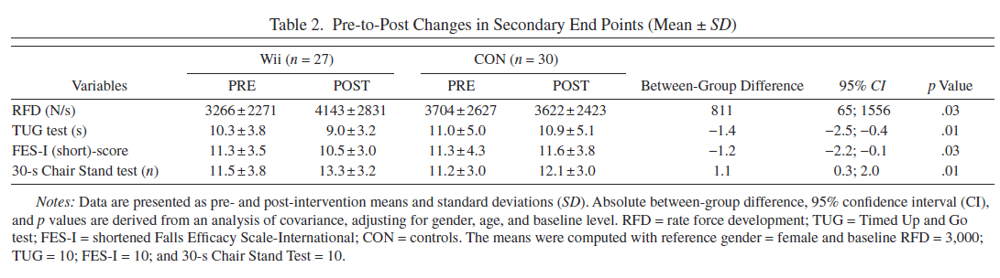 Table 2. Pre-to-Post Changes in Secondary End Points (Mean ± SD)
Wii (n = 27) CON (n = 30)
Variables PRE POST PRE POST Between-Group Difference 95% CI p Value
RFD (N/s) 3266±2271 4143±2831 3704±2627 3622±2423 811 65; 1556 .03
TUG test (s) 10.3±3.8 9.0±3.2 11.0±5.0 10.9±5.1 −1.4 −2.5; −0.4 .01
FES-I (short)-score 11.3±3.5 10.5±3.0 11.3±4.3 11.6±3.8 −1.2 −2.2; −0.1 .03
30-s Chair Stand test (n) 11.5±3.8 13.3±3.2 11.2±3.0 12.1±3.0 1.1 0.3; 2.0 .01
Notes: Data are presented as pre- and post-intervention means and standard deviations (SD). Absolute between-group difference, 95% confidence interval (CI),
and p values are derived from an analysis of covariance, adjusting for gender, age, and baseline level. RFD = rate force development; TUG = Timed Up and Go
test; FES-I = shortened Falls Efficacy Scale-International; CON = controls. The means were computed with reference gender = female and baseline RFD = 3,000;
TUG = 10; FES-I = 10; and 30-s Chair Stand Test = 10.